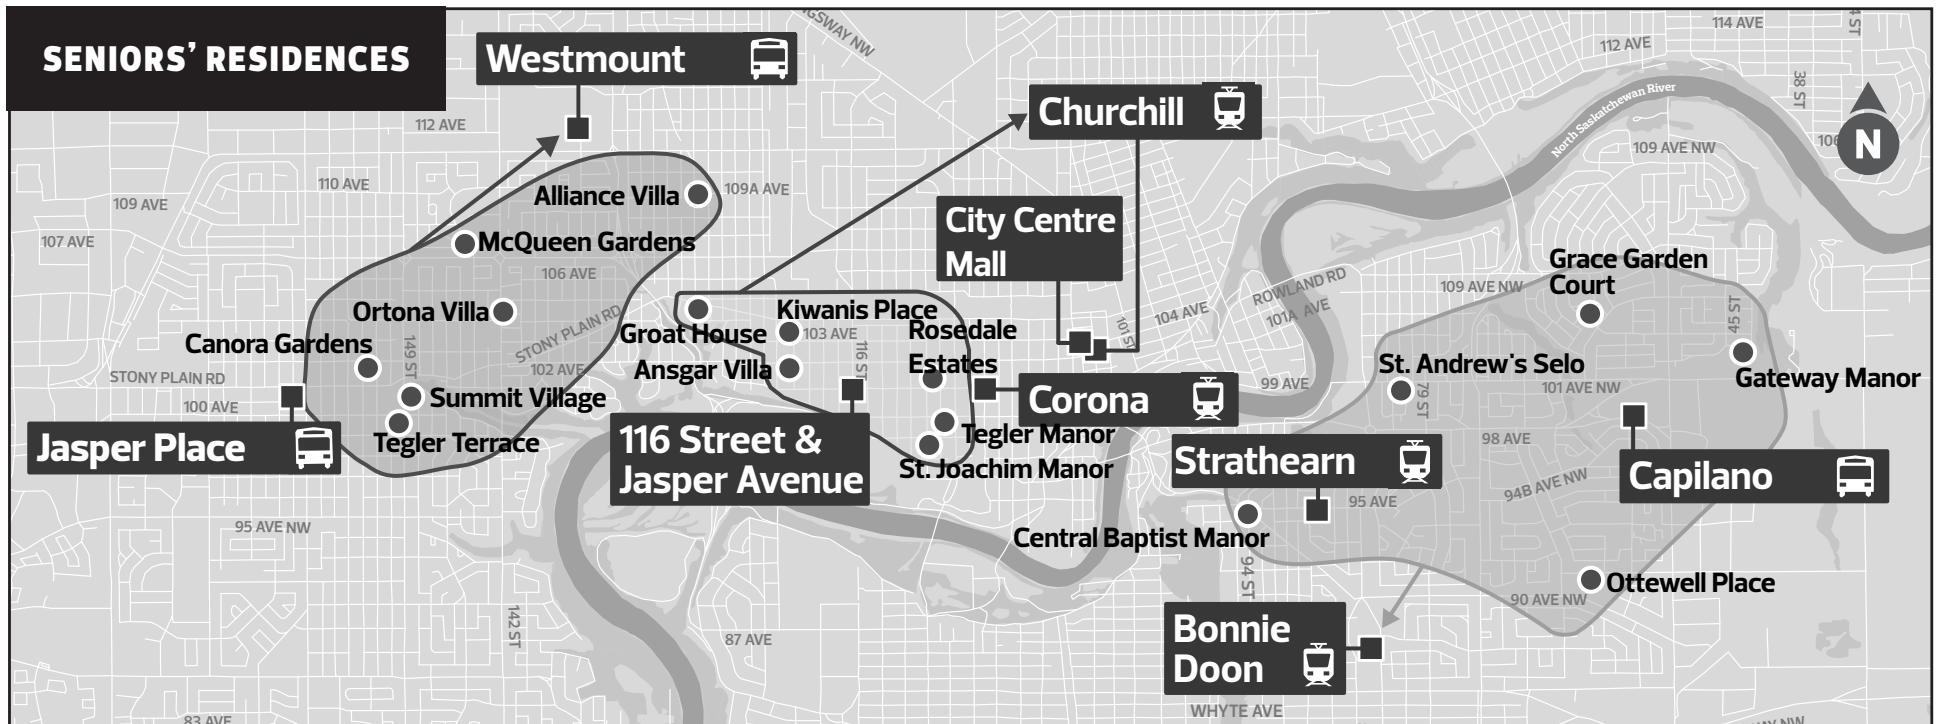 SENIORS' RESIDENCES
Westmount
Churchill
City Centre
Mall
KINGSWAY NW
114 AVE
112 AVE
38 ST
North Saskatchewan River
109 AVE NW
N
112 AVE
110 AVE
109 AVE
107 AVE
Alliance Villa
109A AVE
McQueen Gardens
106 AVE
Ortona Villa
STONY PLAIN RD
Canora Gardens
149 ST
STONY PLAIN RD
102 AVE
100 AVE
Summit Village
Tegler Terrace
Jasper Place
Groat House
Kiwanis Place
103 AVE
Ansgar Villa
116 ST
Rosedale
Estates
116 Street &
Jasper Avenue
Tegler Manor
St. Joachim Manor
Corona
101 ST
104 AVE
ROWLAND RD
101A AVE
99 AVE
Grace Garden
Court
109 AVE NW
45 ST
Gateway Manor
St. Andrew's Selo
79 ST
101 AVE NW
98 AVE
94B AVE NW
Strathearn
95 AVE
Capilano
Central Baptist Manor
94 ST
Ottewell Place
90 AVE NW
Bonnie
Doon
WHYTE AVE
95 AVE NW
142 ST
87 AVE
83 AVE